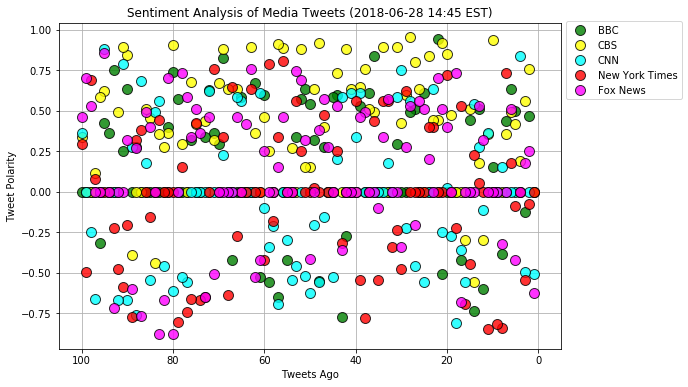 Sentiment Analysis of Media Tweets (2018-06-28 14:45 EST)
BBC
CBS
CNN
New York Times
Fox News
1.00
0.75
0.50
0.25
0.00
−0.25
−0.50
−0.75
Tweet Polarity
100
80
60
40
20
0
Tweets Ago